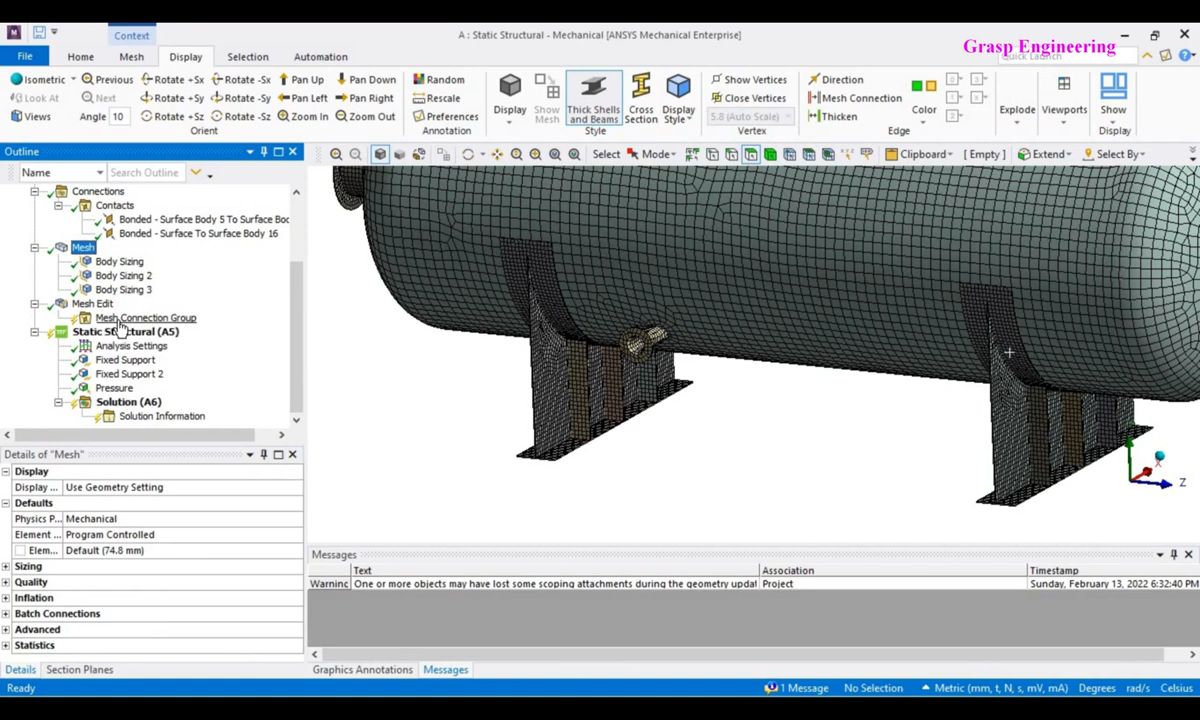 Context
A : Static Structural - Mechanical [ANSYS Mechanical Enterprise]
Grasp Engineering
File Home Mesh Display Selection Automation
Quick Launch
Isometric Previous Rotate +Sx Rotate -Sx Pan Up Pan Down Random
Look At Next Rotate +Sy Rotate -Sy Pan Left Pan Right Rescale
Views Angle 10 Rotate +Sz Rotate -Sz Zoom In Zoom Out Preferences
Orient Annotation
Display Show Mesh Thick Shells and Beams Cross Section Display Style
Style
Show Vertices
Close Vertices
5.8 (Auto Scale)
Vertex
Direction
Mesh Connection
Thicken
Color
Edge
Explode Viewports Show
Display
Outline
Name Search Outline
Select Mode Clipboard [ Empty ] Extend Select By
Connections
Contacts
Bonded - Surface Body 5 To Surface Boc
Bonded - Surface To Surface Body 16
Mesh
Body Sizing
Body Sizing 2
Body Sizing 3
Mesh Edit
Mesh Connection Group
Static Structural (A5)
Analysis Settings
Fixed Support
Fixed Support 2
Pressure
Solution (A6)
Solution Information
Z
Details of "Mesh"
Display
Display ... Use Geometry Setting
Defaults
Physics P... Mechanical
Element ... Program Controlled
Elem... Default (74.8 mm)
Sizing
Quality
Inflation
Batch Connections
Advanced
Statistics
Messages
Text Association Timestamp
Warninc One or more objects may have lost some scoping attachments during the geometry updat Project Sunday, February 13, 2022 6:32:40 PM
Details Section Planes Graphics Annotations Messages
Ready 1 Message No Selection Metric (mm, t, N, s, mV, mA) Degrees rad/s Celsius